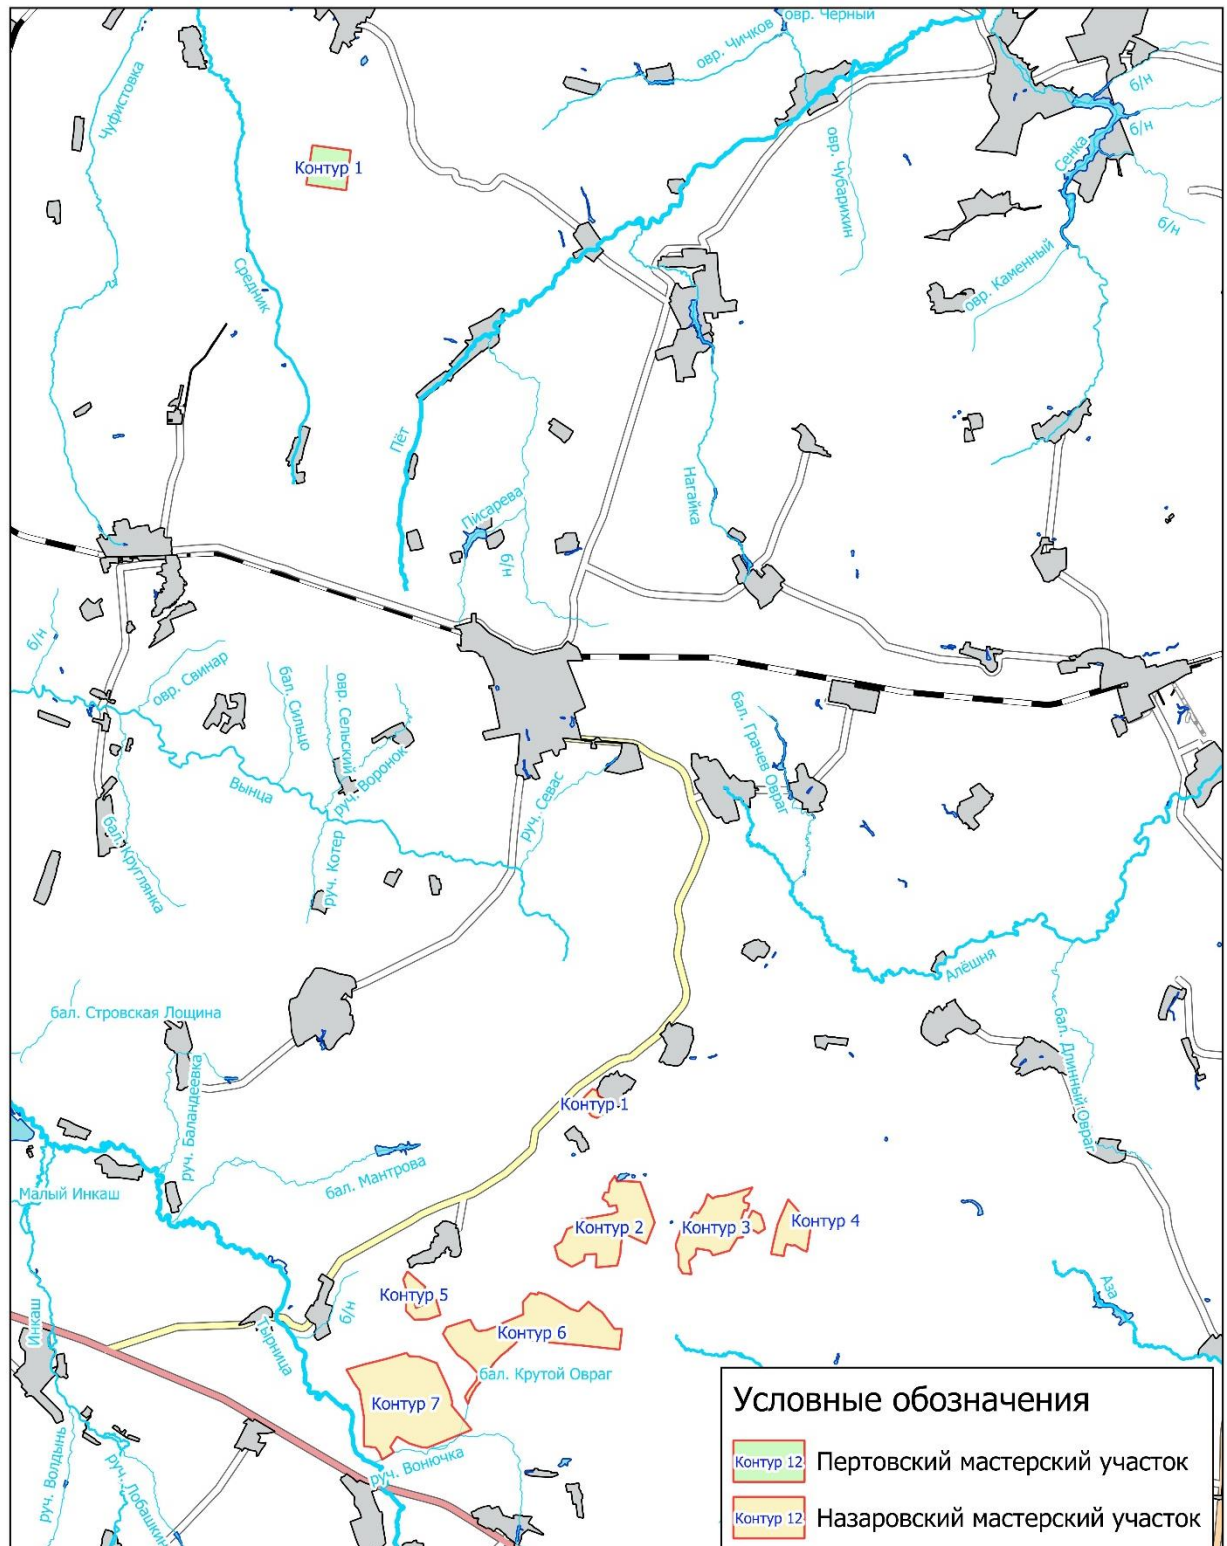 овр. Черный
овр. Чичков
Чуфистовка
б/н
б/н
Сенка
овр. Чубарихин
Контур 1
б/н
Средник
овр. Каменный
Пёт
Нагайка
Писарева
б/н
б/н
овр. Свинар
бал. Сильцо
овр. Сельский
руч. Воронок
бал. Грачев Овраг
Вынца
руч. Севас
бал. Круглянка
руч. Котер
Алёшня
бал. Стровская Лощина
бал. Длинный Овраг
руч. Баландеевка
Контур 1
бал. Мантрова
Малый Инкаш
Контур 2
Контур 3
Контур 4
Аза
Контур 5
б/н
Инкаш
Тырница
Контур 6
бал. Крутой Овраг
Контур 7
руч. Вонючка
руч. Волдынь
руч. Лобашкин
Условные обозначения
Контур 12 Пертовский мастерский участок
Контур 12 Назаровский мастерский участок